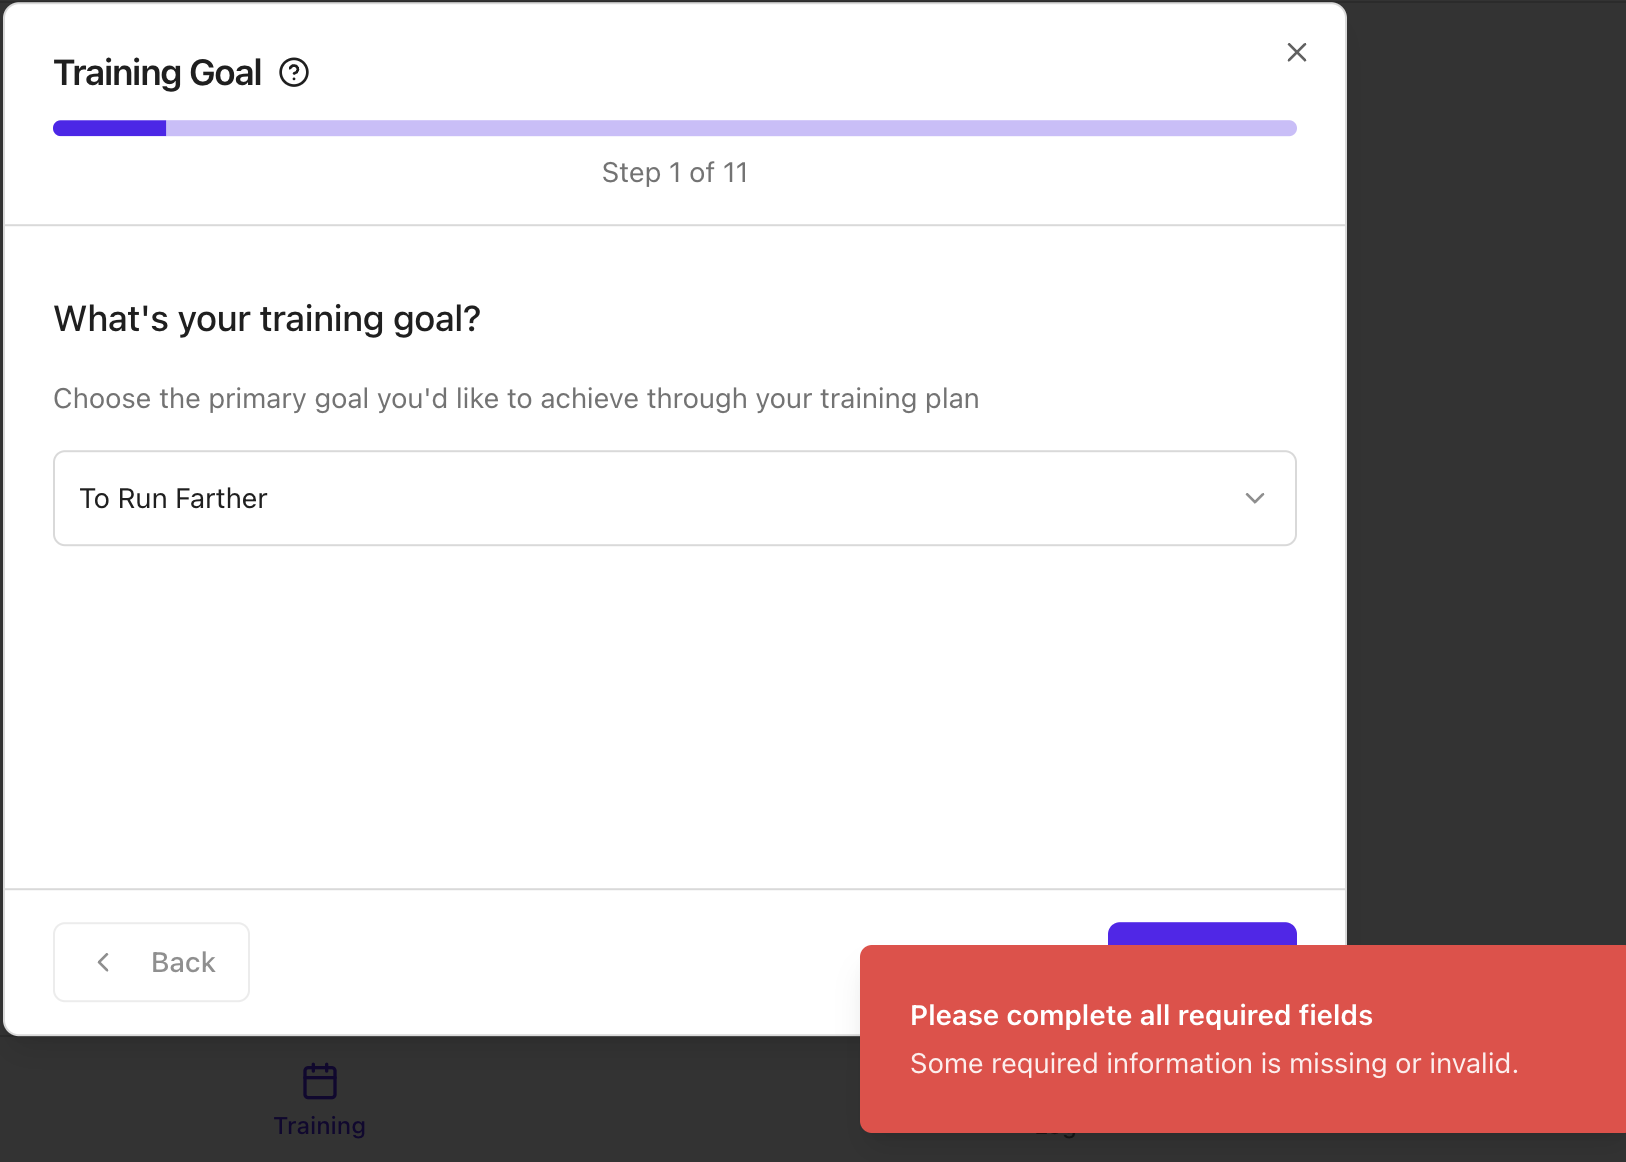 Training Goal
Step 1 of 11
What's your training goal?
Choose the primary goal you'd like to achieve through your training plan
To Run Farther
Back
Please complete all required fields
Some required information is missing or invalid.
Training